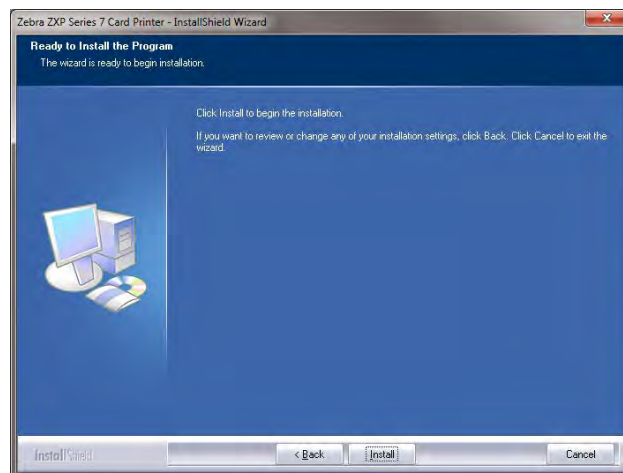 Zebra ZXP Series 7 Card Printer - InstallShield Wizard
Ready to Install the Program
The wizard is ready to begin installation.
Click Install to begin the installation.
If you want to review or change any of your installation settings, click Back. Click Cancel to exit the
wizard.
InstallShield
< Back
Install
Cancel